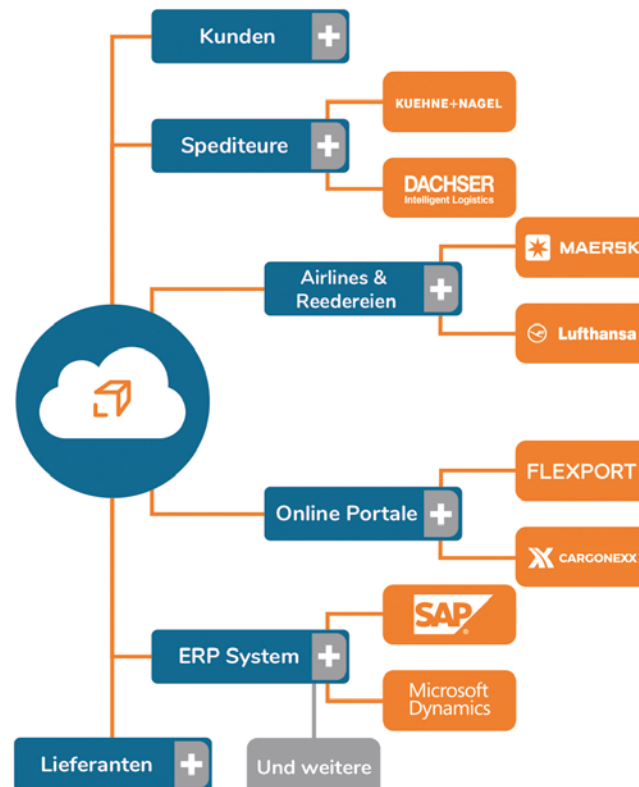 Kunden
Spediteure
KUEHNE+NAGEL
DACHSER
Intelligent Logistics
Airlines &
Reedereien
MAERSK
Lufthansa
Online Portale
FLEXPORT
CARGONEXX
ERP System
SAP®
Microsoft
Dynamics
Lieferanten
Und weitere